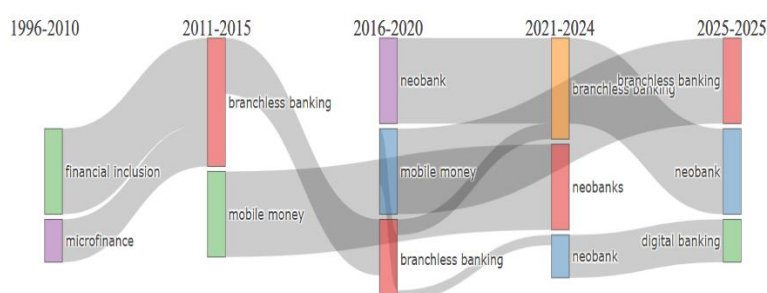 1996-2010
2011-2015
2016-2020
2021-2024
2025-2025
financial inclusion
microfinance
branchless banking
mobile money
neobank
mobile money
branchless banking
branchless banking
neobanks
neobank
branchless banking
neobank
digital banking